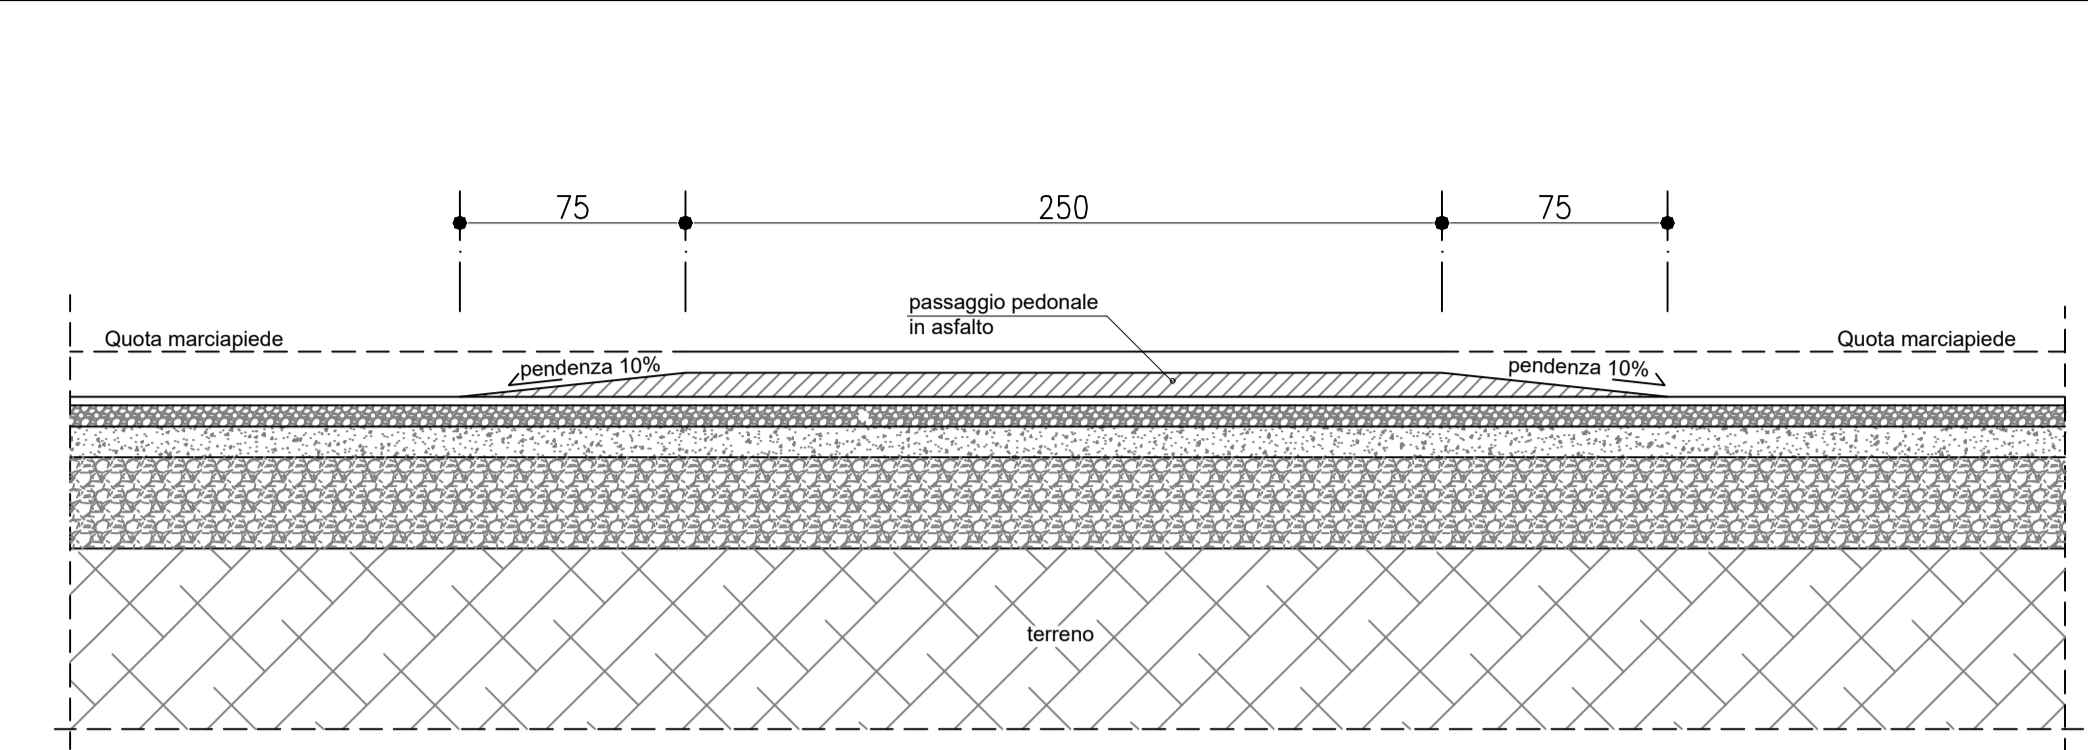 75
250
75
passaggio pedonale
in asfalto
Quota marciapiede
Quota marciapiede
pendenza 10%
pendenza 10%
terreno